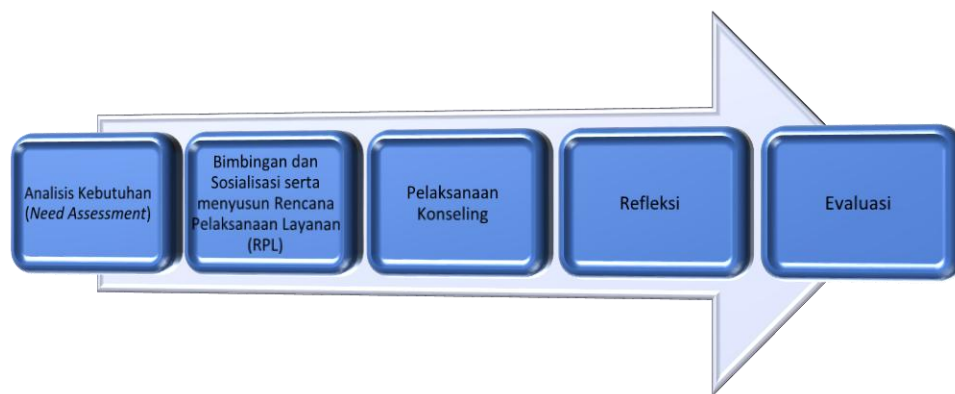 Analisis Kebutuhan
(Need Assessment)
Bimbingan dan
Sosialisasi serta
menyusun Rencana
Pelaksanaan Layanan
(RPL)
Pelaksanaan
Konseling
Refleksi
Evaluasi